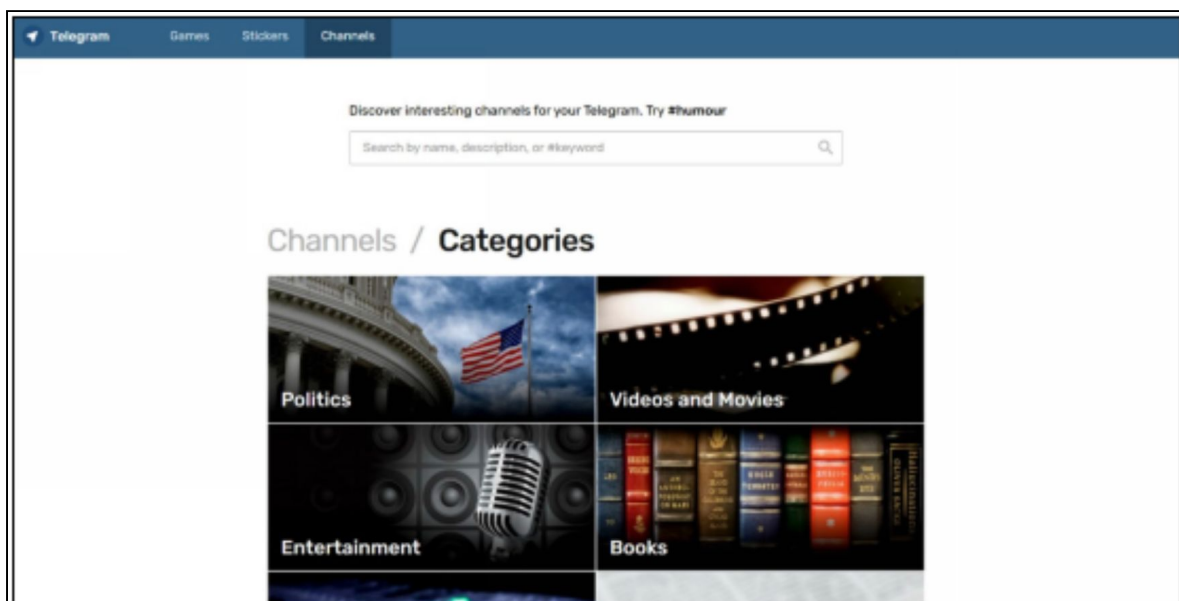 Telegram
Games
Stickers
Channels
Discover interesting channels for your Telegram. Try #humour
Search by name, description, or #keyword
Channels / Categories
Politics
Videos and Movies
Entertainment
Books